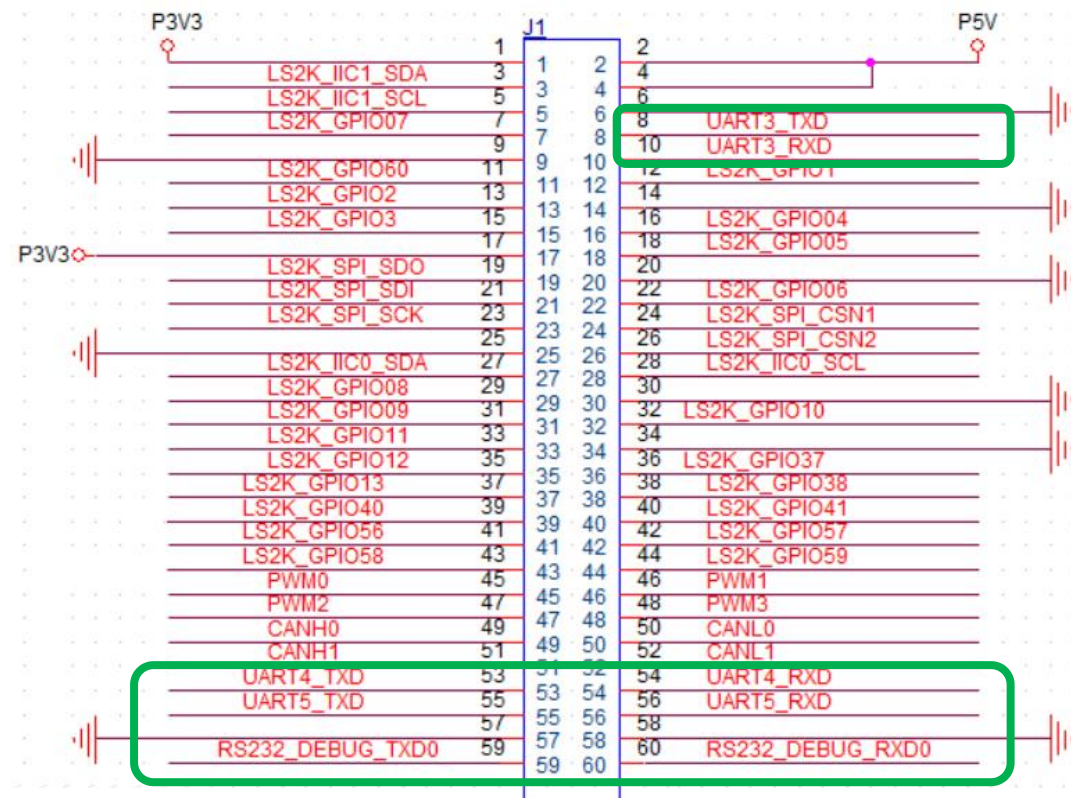 P3V3 J1 P5V
1 1 2 2
LS2K_IIC1_SDA 3 3 4 4
LS2K_IIC1_SCL 5 5 6 6
LS2K_GPIO07 7 7 8 8 UART3_TXD
9 9 10 10 UART3_RXD
LS2K_GPIO60 11 11 12 12 LS2K_GPIO1
LS2K_GPIO2 13 13 14 14
LS2K_GPIO3 15 15 16 16 LS2K_GPIO04
P3V3 17 17 18 18 LS2K_GPIO05
LS2K_SPI_SDO 19 19 20 20
LS2K_SPI_SDI 21 21 22 22 LS2K_GPIO06
LS2K_SPI_SCK 23 23 24 24 LS2K_SPI_CSN1
25 25 26 26 LS2K_SPI_CSN2
LS2K_IIC0_SDA 27 27 28 28 LS2K_IIC0_SCL
LS2K_GPIO08 29 29 30 30
LS2K_GPIO09 31 31 32 32 LS2K_GPIO10
LS2K_GPIO11 33 33 34 34
LS2K_GPIO12 35 35 36 36 LS2K_GPIO37
LS2K_GPIO13 37 37 38 38 LS2K_GPIO38
LS2K_GPIO40 39 39 40 40 LS2K_GPIO41
LS2K_GPIO56 41 41 42 42 LS2K_GPIO57
LS2K_GPIO58 43 43 44 44 LS2K_GPIO59
PWM0 45 45 46 46 PWM1
PWM2 47 47 48 48 PWM3
CANH0 49 49 50 50 CANL0
CANH1 51 51 52 52 CANL1
UART4_TXD 53 53 54 54 UART4_RXD
UART5_TXD 55 55 56 56 UART5_RXD
57 57 58 58
RS232_DEBUG_TXD0 59 59 60 60 RS232_DEBUG_RXD0